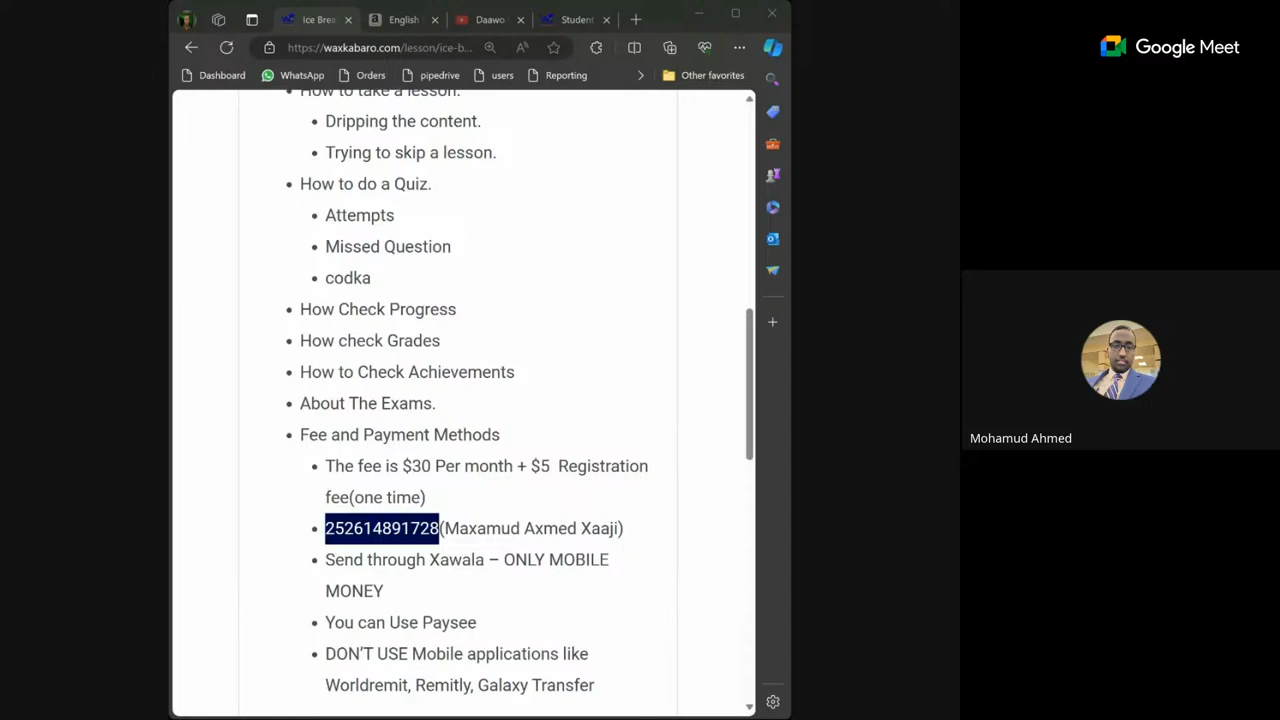 Ice Brea
English
Daawo
Student
https://waxkabaro.com/lesson/ice-b...
Dashboard
WhatsApp
Orders
pipedrive
users
Reporting
Other favorites
How to take a lesson.
Dripping the content.
Trying to skip a lesson.
How to do a Quiz.
Attempts
Missed Question
codka
How Check Progress
How check Grades
How to Check Achievements
About The Exams.
Fee and Payment Methods
The fee is $30 Per month + $5 Registration
fee(one time)
252614891728(Maxamud Axmed Xaaji)
Send through Xawala – ONLY MOBILE
MONEY
You can Use Paysee
DON'T USE Mobile applications like
Worldremit, Remitly, Galaxy Transfer
Google Meet
Mohamud Ahmed